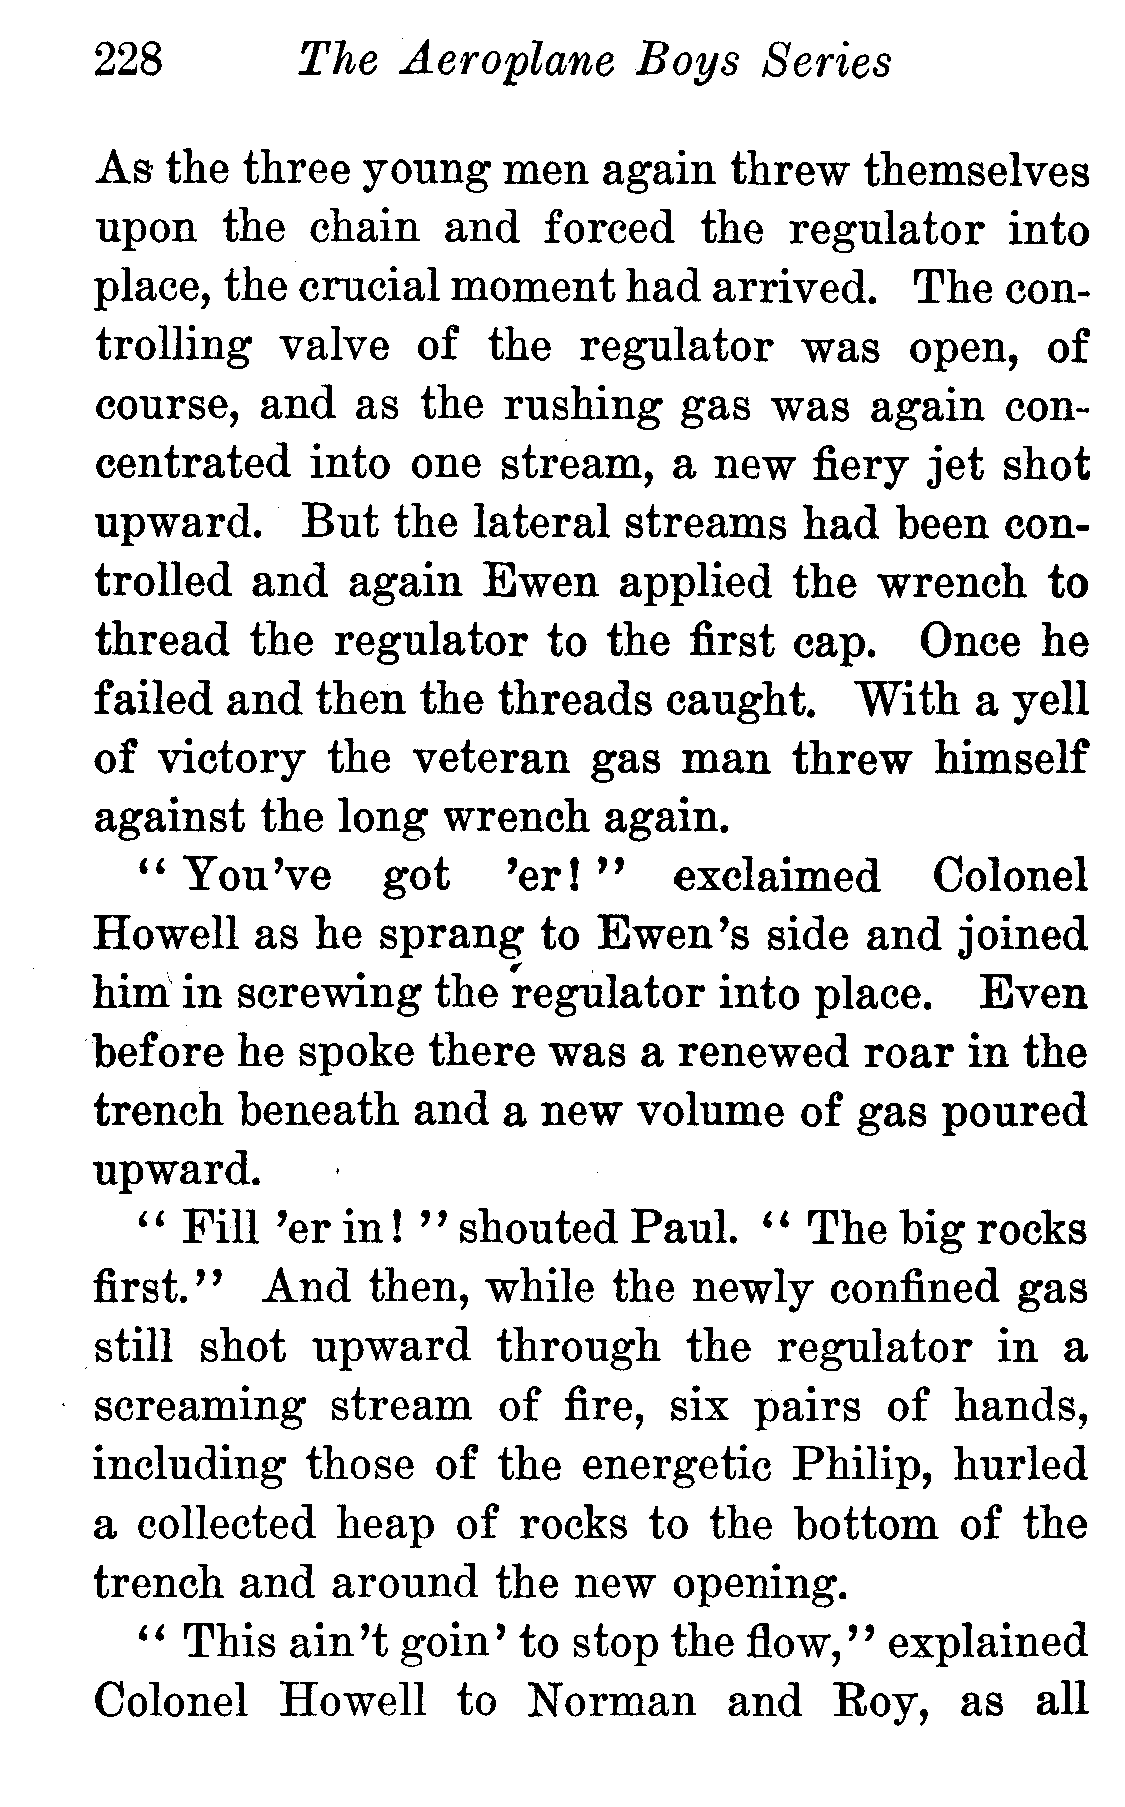 228 The Aeroplane Boys Series
As the three young men again threw themselves
upon the chain and forced the regulator into
place, the crucial moment had arrived. The con-
trolling valve of the regulator was open, of
course, and as the rushing gas was again con-
centrated into one stream, a new fiery jet shot
upward. But the lateral streams had been con-
trolled and again Ewen applied the wrench to
thread the regulator to the first cap. Once he
failed and then the threads caught. With a yell
of victory the veteran gas man threw himself
against the long wrench again.
“ You’ve got ’er! ” exclaimed Colonel
Howell as he sprang to Ewen’s side and joined
him in screwing the regulator into place. Even
before he spoke there was a renewed roar in the
trench beneath and a new volume of gas poured
upward.
“ Fill ’er in! ” shouted Paul. “ The big rocks
first.” And then, while the newly confined gas
still shot upward through the regulator in a
screaming stream of fire, six pairs of hands,
including those of the energetic Philip, hurled
a collected heap of rocks to the bottom of the
trench and around the new opening.
“ This ain’t goin’ to stop the flow,” explained
Colonel Howell to Norman and Roy, as all